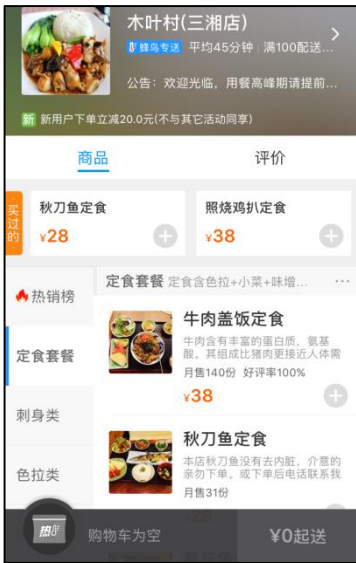 木叶村(三湘店)
蜂鸟专送 平均45分钟 满100配送...
公告：欢迎光临，用餐高峰期请提前...
新 新用户下单立减20.0元(不与其它活动同享)
商品 评价
买过的
秋刀鱼定食 照烧鸡扒定食
¥28 ¥38
定食套餐 定食含色拉+小菜+味增... ...
热销榜
牛肉盖饭定食
牛肉含有丰富的蛋白质，氨基
酸。其组成比猪肉更接近人体需
定食套餐
月售140份 好评率100%
¥38
刺身类
秋刀鱼定食
本店秋刀鱼没有去内脏，介意的
亲勿下单。或下单后电话联系我
色拉类
月售31份
热
购物车为空 ¥0起送